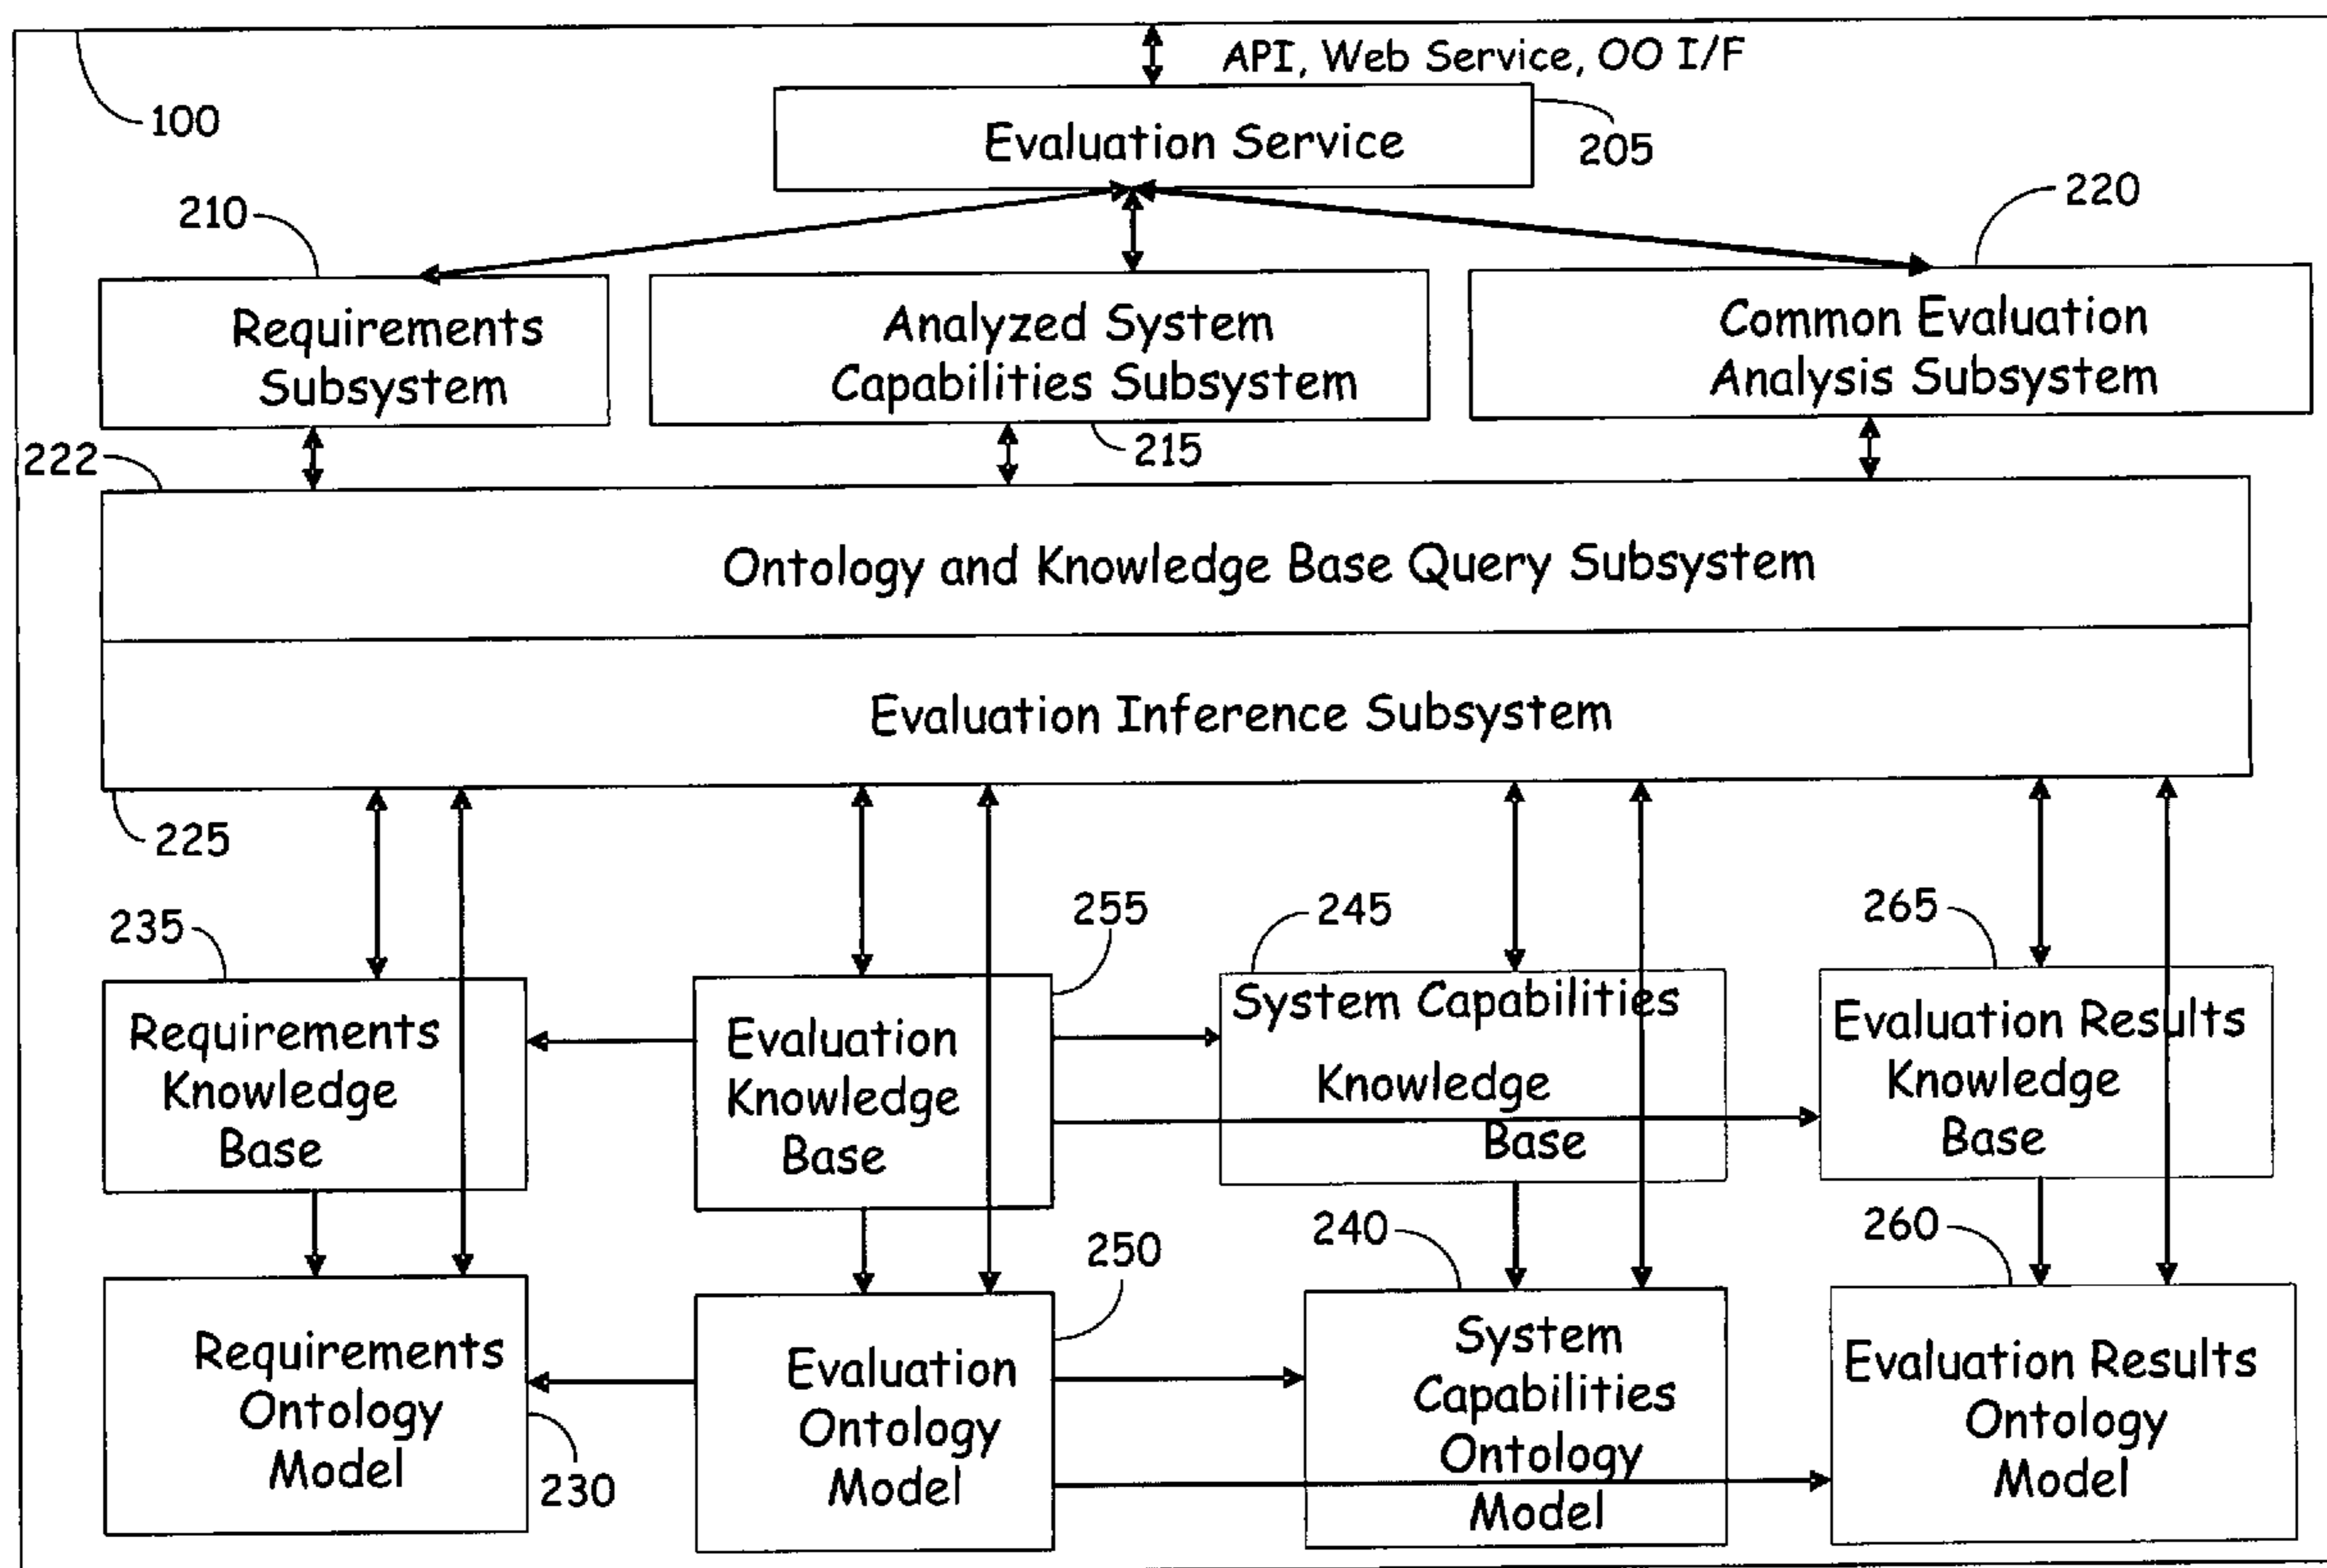 API, Web Service, OO I/F
100
Evaluation Service
205
210
220
Requirements
Subsystem
Analyzed System
Capabilities Subsystem
Common Evaluation
Analysis Subsystem
222
215
Ontology and Knowledge Base Query Subsystem
Evaluation Inference Subsystem
225
235
255
245
265
Requirements
Knowledge
Base
Evaluation
Knowledge
Base
System Capabilities
Knowledge
Base
Evaluation Results
Knowledge
Base
250
240
260
Requirements
Ontology
Model
230
Evaluation
Ontology
Model
System
Capabilities
Ontology
Model
Evaluation Results
Ontology
Model